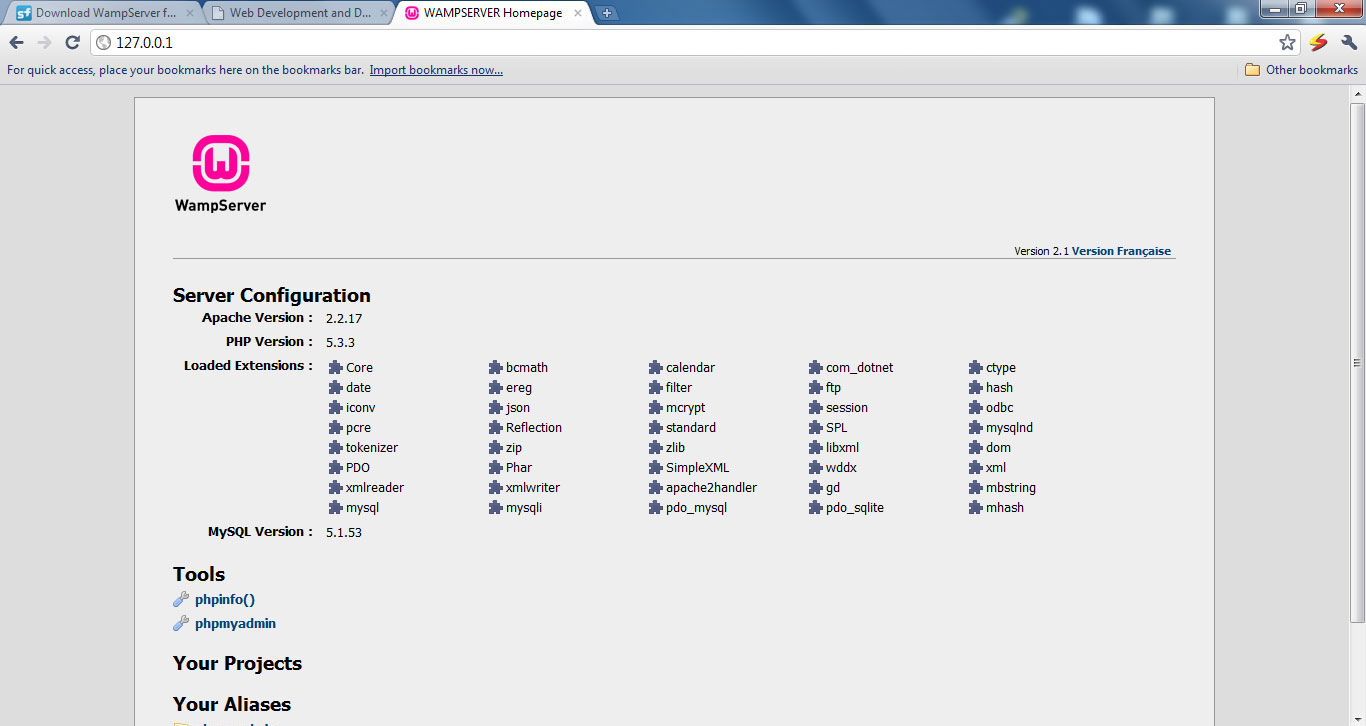 Download WampServer f...
Web Development and D...
WAMPSERVER Homepage
127.0.0.1
For quick access, place your bookmarks here on the bookmarks bar. Import bookmarks now...
Other bookmarks
WampServer
Version 2.1 Version Française
Server Configuration
Apache Version : 2.2.17
PHP Version : 5.3.3
Loaded Extensions : Core bcmath calendar com_dotnet ctype
date ereg filter ftp hash
iconv json mcrypt session odbc
pcre Reflection standard SPL mysqlnd
tokenizer zip zlib libxml dom
PDO Phar SimpleXML wddx xml
xmlreader xmlwriter apache2handler gd mbstring
mysql mysqli pdo_mysql pdo_sqlite mhash
MySQL Version : 5.1.53
Tools
phpinfo()
phpmyadmin
Your Projects
Your Aliases